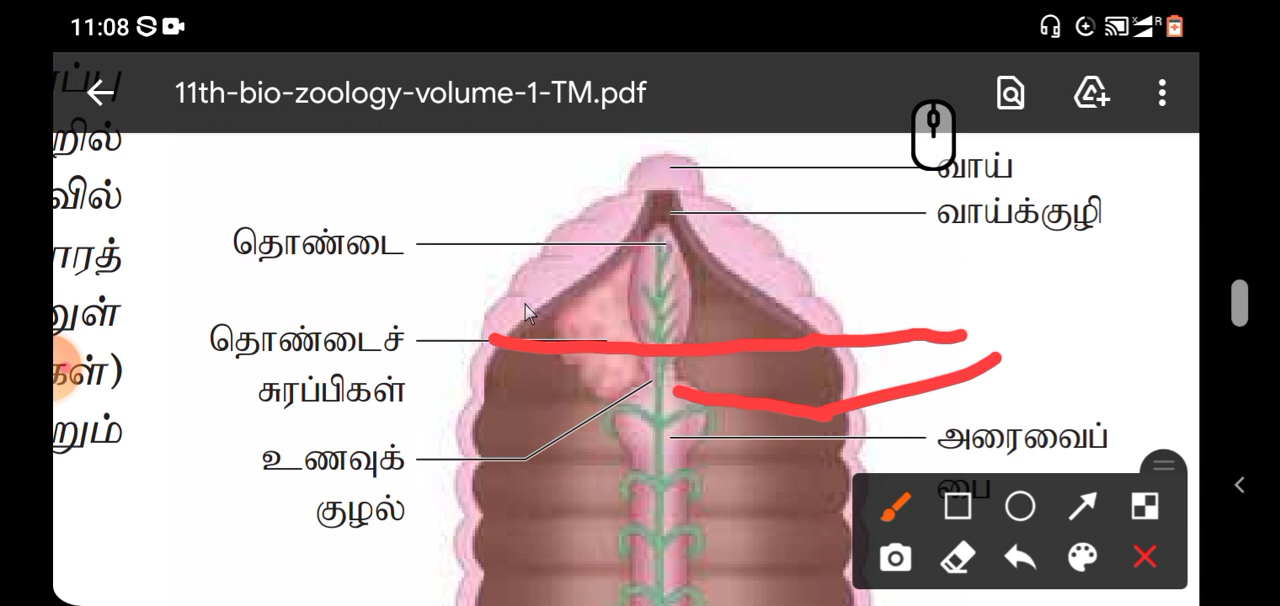 11:08
R
11th-bio-zoology-volume-1-TM.pdf
றில்
வில்
ாரத்
வுள்
கள்)
றும்
வாய்
வாய்க்குழி
தொண்டை
தொண்டைச்
சுரப்பிகள்
உணவுக்
குழல்
அரைவைப்
பை